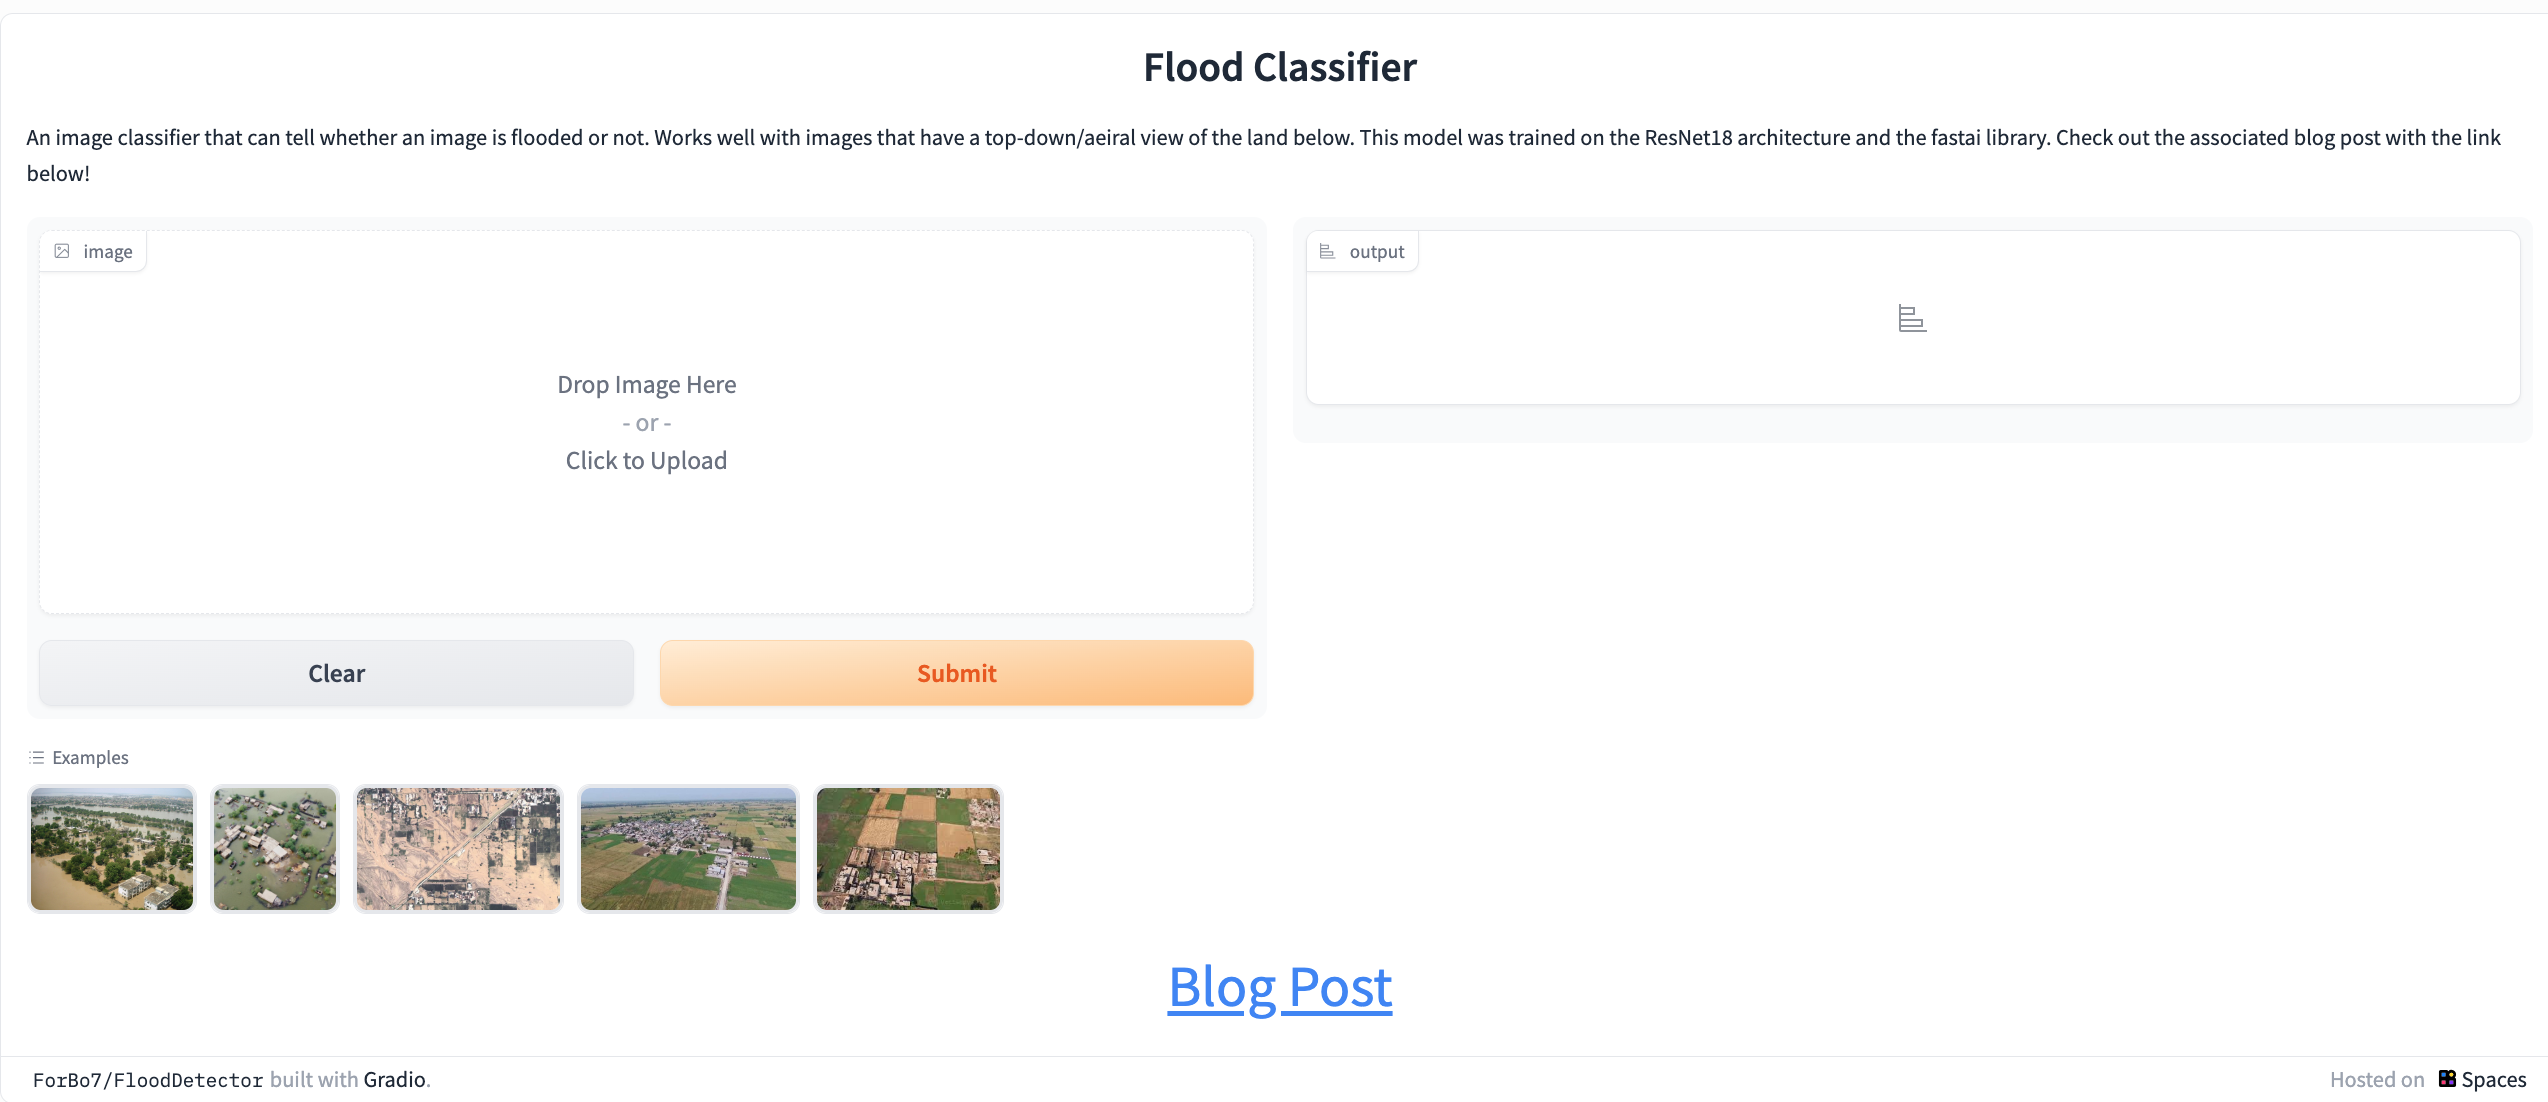 Flood Classifier
An image classifier that can tell whether an image is flooded or not. Works well with images that have a top-down/aeiral view of the land below. This model was trained on the ResNet18 architecture and the fastai library. Check out the associated blog post with the link
below!
image
output
Drop Image Here
- or -
Click to Upload
Clear
Submit
Examples
Blog Post
ForBo7/FloodDetector built with Gradio.
Hosted on Spaces